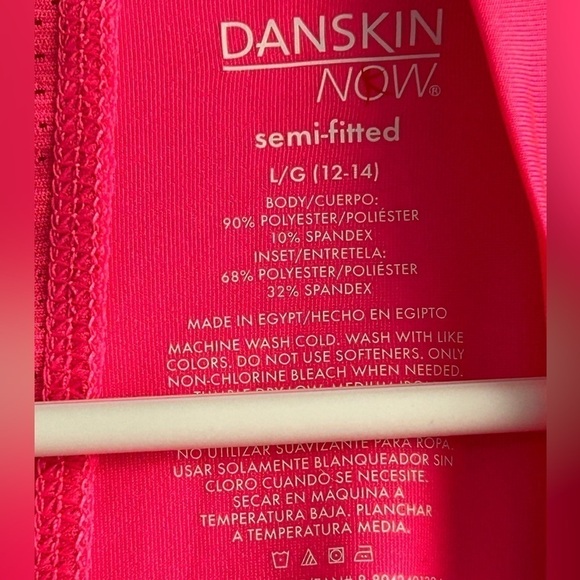 DANSKIN
NOW®
semi-fitted
L/G (12-14)
BODY/CUERPO:
90% POLYESTER/POLIÉSTER
10% SPANDEX
INSET/ENTRETELA:
68% POLYESTER/POLIÉSTER
32% SPANDEX
MADE IN EGYPT/HECHO EN EGIPTO
MACHINE WASH COLD. WASH WITH LIKE
COLORS. DO NOT USE SOFTENERS. ONLY
NON-CHLORINE BLEACH WHEN NEEDED.
NO UTILIZAR SUAVIZANTE PARA ROPA.
USAR SOLAMENTE BLANQUEADOR SIN
CLORO CUANDO SE NECESITE.
SECAR EN MÁQUINA A
TEMPERATURA BAJA. PLANCHAR
A TEMPERATURA MEDIA.